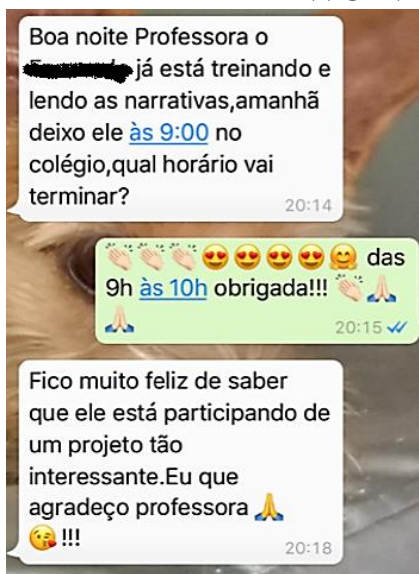 Boa noite Professora o
já está treinando e
lendo as narrativas,amanhã
deixo ele às 9:00 no
colégio,qual horário vai
terminar?
20:14
👏🏻👏🏻👏🏻😍😍😍😍🤗 das
9h às 10h obrigada!!! 👏🏻🙏🏻
🙏🏻
20:15
Fico muito feliz de saber
que ele está participando de
um projeto tão
interessante.Eu que
agradeço professora 🙏
😘 !!!
20:18